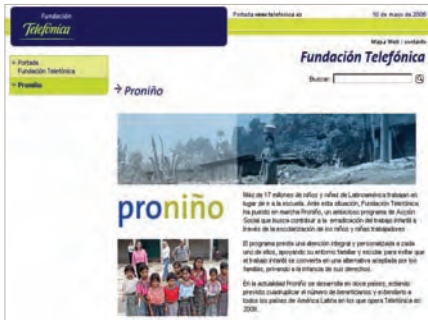 Fundación
Telefónica
Portada www.telefonica.es
10 de mayo de 2006
Mapa Web | contacto
Fundación Telefónica
Buscar:
Portada
Fundación Telefónica
Proniño
Proniño
proniño
Más de 17 millones de niños y niñas de Latinoamérica trabajan en
lugar de ir a la escuela. Ante esta situación, Fundación Telefónica
ha puesto en marcha Proniño, un ambicioso programa de Acción
Social que busca contribuir a la erradicación del trabajo infantil a
través de la escolarización de los niños y niñas trabajadores
El programa presta una atención integral y personalizada a cada
uno de ellos, apoyando su entorno familiar y escolar para evitar que
el trabajo infantil se convierta en una alternativa aceptada por los
familias, privando a la infancia de sus derechos.
En la actualidad Proniño se desarrolla en doce países, estando
previsto cuadruplicar el número de beneficiarios y extenderlo a
todos los países de América Latina en los que opera Telefónica en
2006.